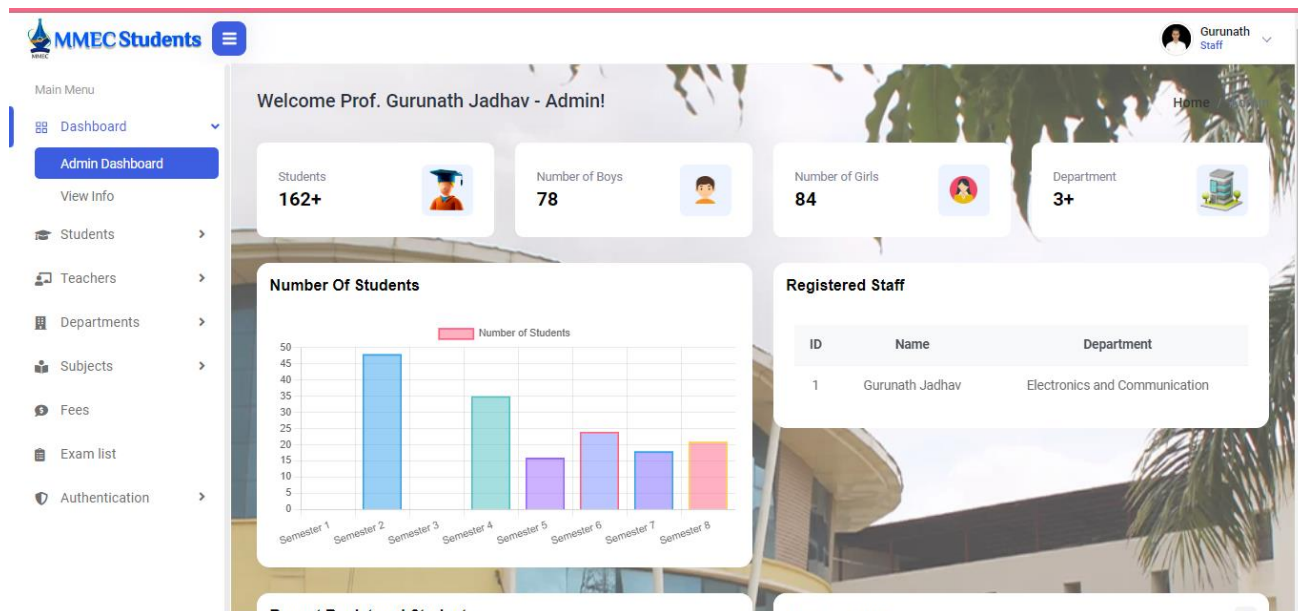 MMEC
MMEC Students
Gurunath
Staff
Main Menu
Dashboard
Admin Dashboard
View Info
Students
Teachers
Departments
Subjects
Fees
Exam list
Authentication
Welcome Prof. Gurunath Jadhav - Admin!
Home
Students
162+
Number of Boys
78
Number of Girls
84
Department
3+
Number Of Students
Number of Students
50
45
40
35
30
25
20
15
10
5
0
Semester 1 Semester 2 Semester 3 Semester 4 Semester 5 Semester 6 Semester 7 Semester 8
Registered Staff
ID Name Department
1 Gurunath Jadhav Electronics and Communication